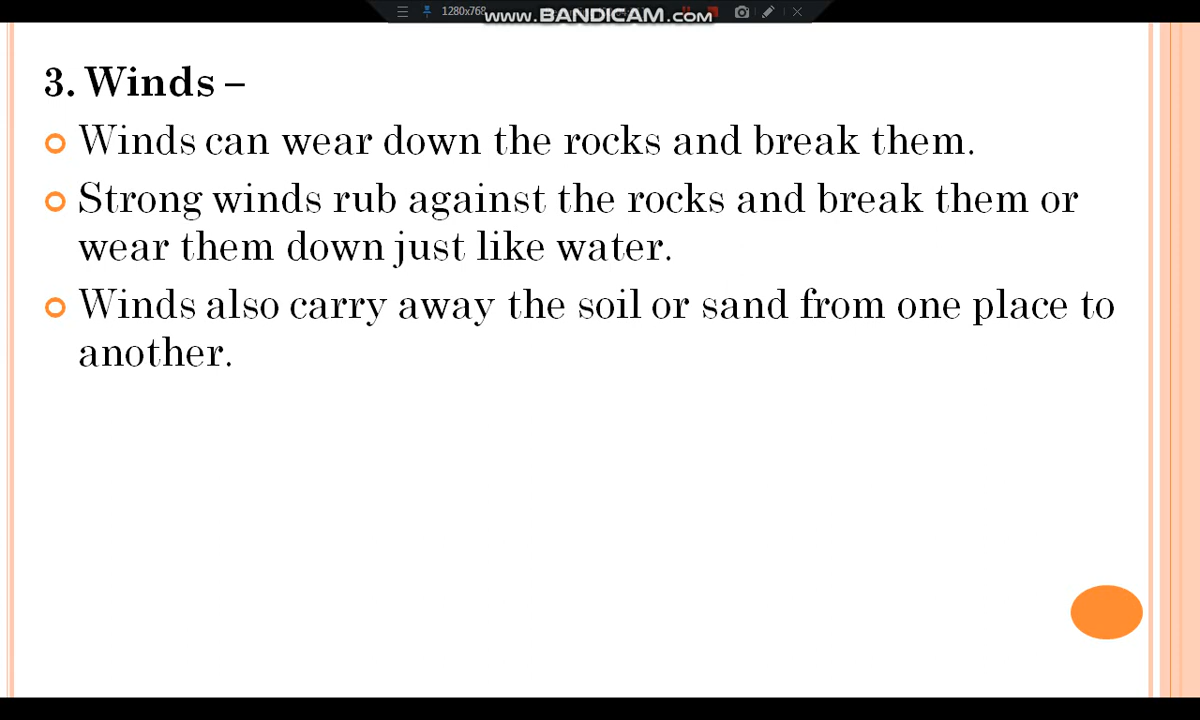 1280x768
www.BANDICAM.com
3. Winds –
Winds can wear down the rocks and break them.
Strong winds rub against the rocks and break them or
wear them down just like water.
Winds also carry away the soil or sand from one place to
another.